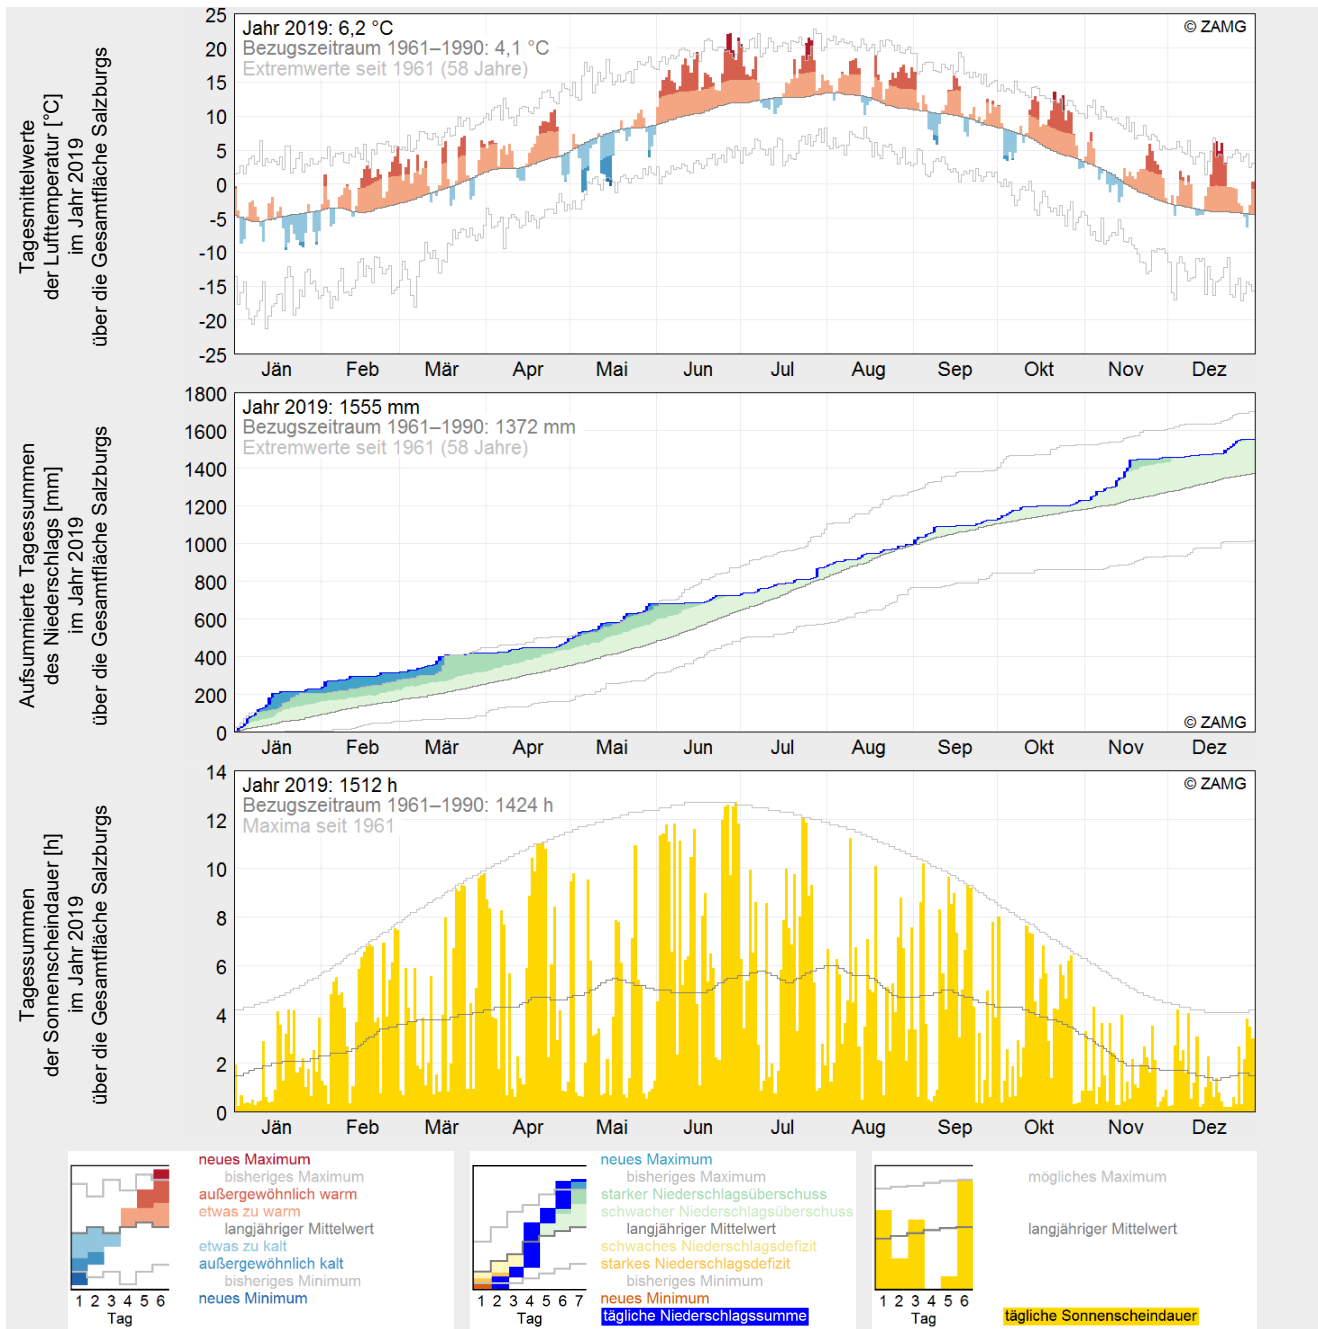 Tagesmittelwerte
der Lufttemperatur [°C]
im Jahr 2019
über die Gesamtfläche Salzburgs
25
20
15
10
5
0
-5
-10
-15
-20
-25
Jahr 2019: 6,2 °C
Bezugszeitraum 1961–1990: 4,1 °C
Extremwerte seit 1961 (58 Jahre)
© ZAMG
Jän Feb Mär Apr Mai Jun Jul Aug Sep Okt Nov Dez
Aufsummierte Tagessummen
des Niederschlags [mm]
im Jahr 2019
über die Gesamtfläche Salzburgs
1800
1600
1400
1200
1000
800
600
400
200
0
Jahr 2019: 1555 mm
Bezugszeitraum 1961–1990: 1372 mm
Extremwerte seit 1961 (58 Jahre)
© ZAMG
Jän Feb Mär Apr Mai Jun Jul Aug Sep Okt Nov Dez
Tagessummen
der Sonnenscheindauer [h]
im Jahr 2019
über die Gesamtfläche Salzburgs
14
12
10
8
6
4
2
0
Jahr 2019: 1512 h
Bezugszeitraum 1961–1990: 1424 h
Maxima seit 1961
© ZAMG
Jän Feb Mär Apr Mai Jun Jul Aug Sep Okt Nov Dez
neues Maximum
bisheriges Maximum
außergewöhnlich warm
etwas zu warm
langjähriger Mittelwert
etwas zu kalt
außergewöhnlich kalt
bisheriges Minimum
neues Minimum
1 2 3 4 5 6
Tag
neues Maximum
bisheriges Maximum
starker Niederschlagsüberschuss
schwacher Niederschlagsüberschuss
langjähriger Mittelwert
schwaches Niederschlagsdefizit
starkes Niederschlagsdefizit
bisheriges Minimum
neues Minimum
tägliche Niederschlagssumme
1 2 3 4 5 6 7
Tag
mögliches Maximum
langjähriger Mittelwert
tägliche Sonnenscheindauer
1 2 3 4 5 6
Tag